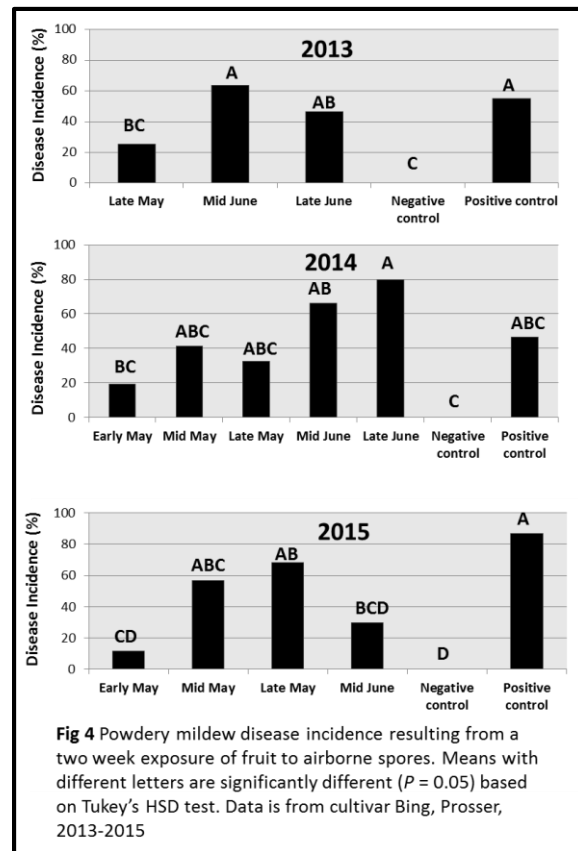 2013
Disease Incidence (%)
100
80
60
40
20
0
BC
A
AB
C
A
Late May
Mid June
Late June
Negative control
Positive control
2014
Disease Incidence (%)
100
80
60
40
20
0
BC
ABC
ABC
AB
A
C
ABC
Early May
Mid May
Late May
Mid June
Late June
Negative
control
Positive
control
2015
Disease Incidence (%)
100
80
60
40
20
0
CD
ABC
AB
BCD
D
A
Early May
Mid May
Late May
Mid June
Negative
control
Positive
control
Fig 4 Powdery mildew disease incidence resulting from a
two week exposure of fruit to airborne spores. Means with
different letters are significantly different (P = 0.05) based
on Tukey's HSD test. Data is from cultivar Bing, Prosser,
2013-2015